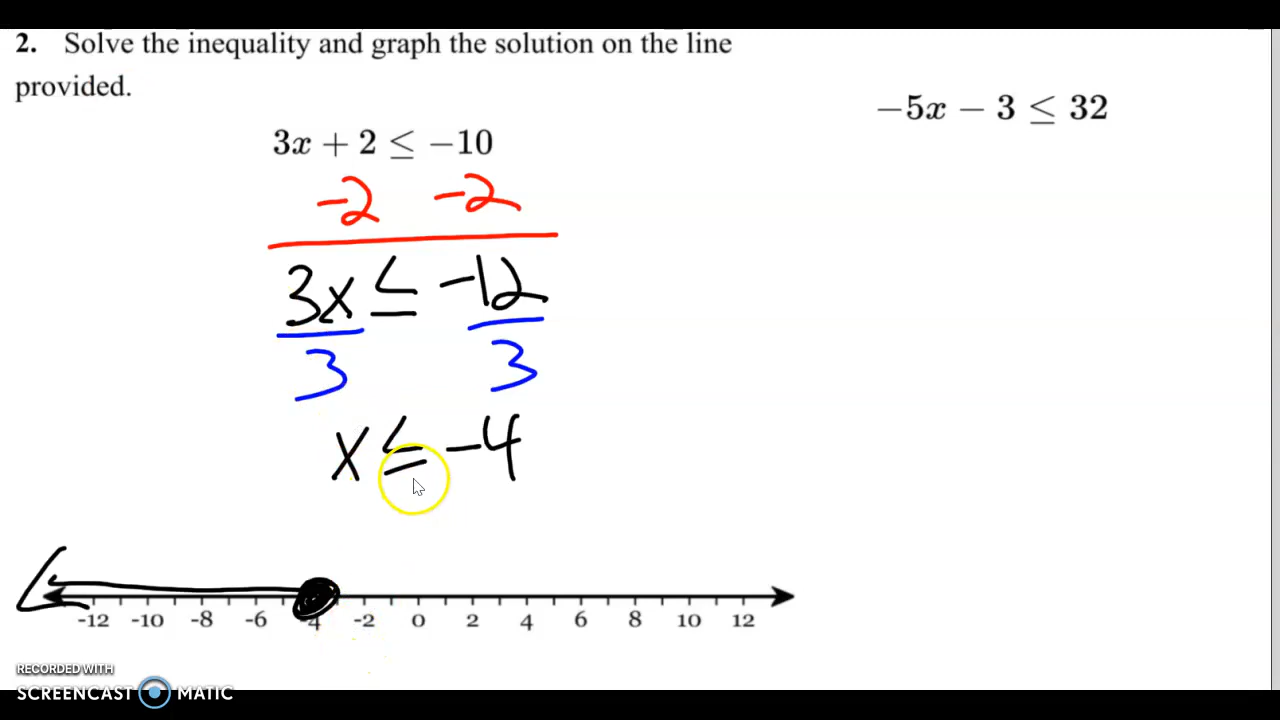 2. Solve the inequality and graph the solution on the line
provided.
3x + 2 ≤ −10
-2 -2
3x ≤ -12
3 3
x ≤ -4
-12 -10 -8 -6 -4 -2 0 2 4 6 8 10 12
−5x − 3 ≤ 32
RECORDED WITH
SCREENCAST MATIC